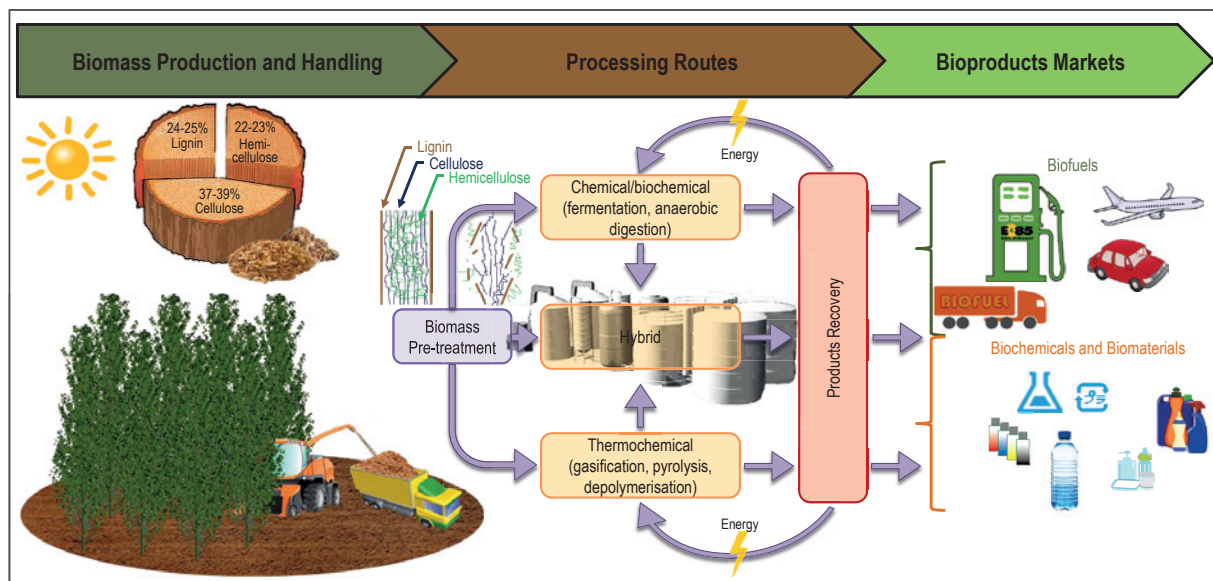 Biomass Production and Handling
Processing Routes
Bioproducts Markets
24-25%
Lignin
22-23%
Hemi-
cellulose
37-39%
Cellulose
Lignin
Cellulose
Hemicellulose
Biomass
Pre-treatment
Energy
Chemical/biochemical
(fermentation, anaerobic
digestion)
Hybrid
Thermochemical
(gasification, pyrolysis,
depolymerisation)
Energy
Products Recovery
Biofuels
E85
BIOFUEL
Biochemicals and Biomaterials